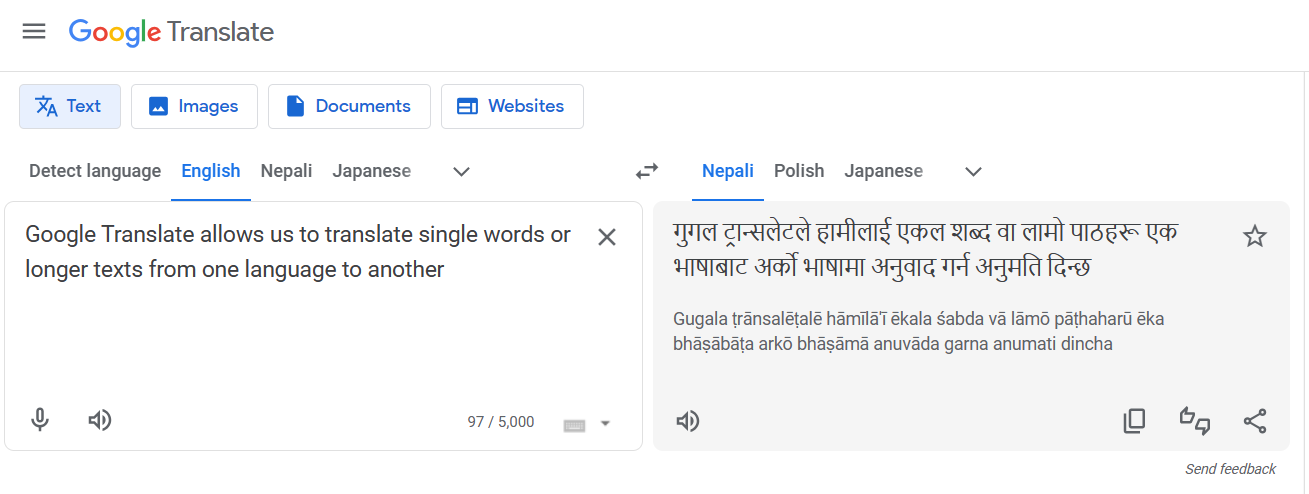 Google Translate
Text Images Documents Websites
Detect language English Nepali Japanese Nepali Polish Japanese
Google Translate allows us to translate single words or
longer texts from one language to another
गुगल ट्रान्सलेटले हामीलाई एकल शब्द वा लामो पाठहरू एक
भाषाबाट अर्को भाषामा अनुवाद गर्न अनुमति दिन्छ
Gugala ṭrānsalēṭalē hāmīlā'ī ēkala śabda vā lāmō pāṭhaharū ēka
bhāṣābāṭa arkō bhāṣāmā anuvāda garna anumati dincha
97 / 5,000
Send feedback